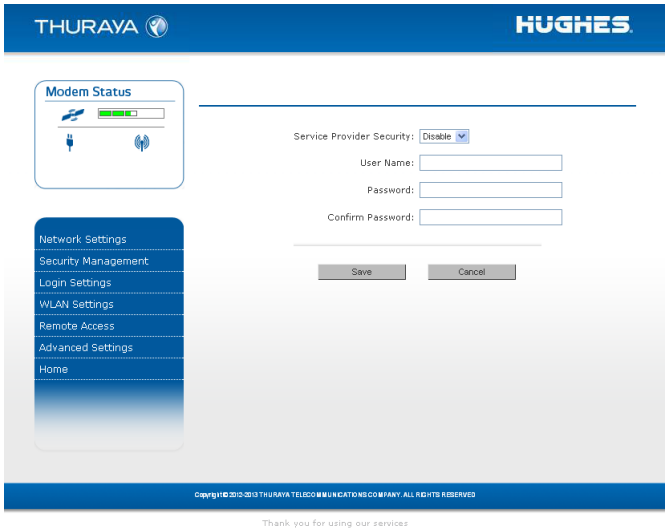 THURAYA
HUGHES.
Modem Status
Service Provider Security: Disable
User Name:
Password:
Confirm Password:
Save Cancel
Network Settings
Security Management
Login Settings
WLAN Settings
Remote Access
Advanced Settings
Home
Copyright© 2012-2013 THURAYA TELECOMMUNICATIONS COMPANY. ALL RIGHTS RESERVED
Thank you for using our services